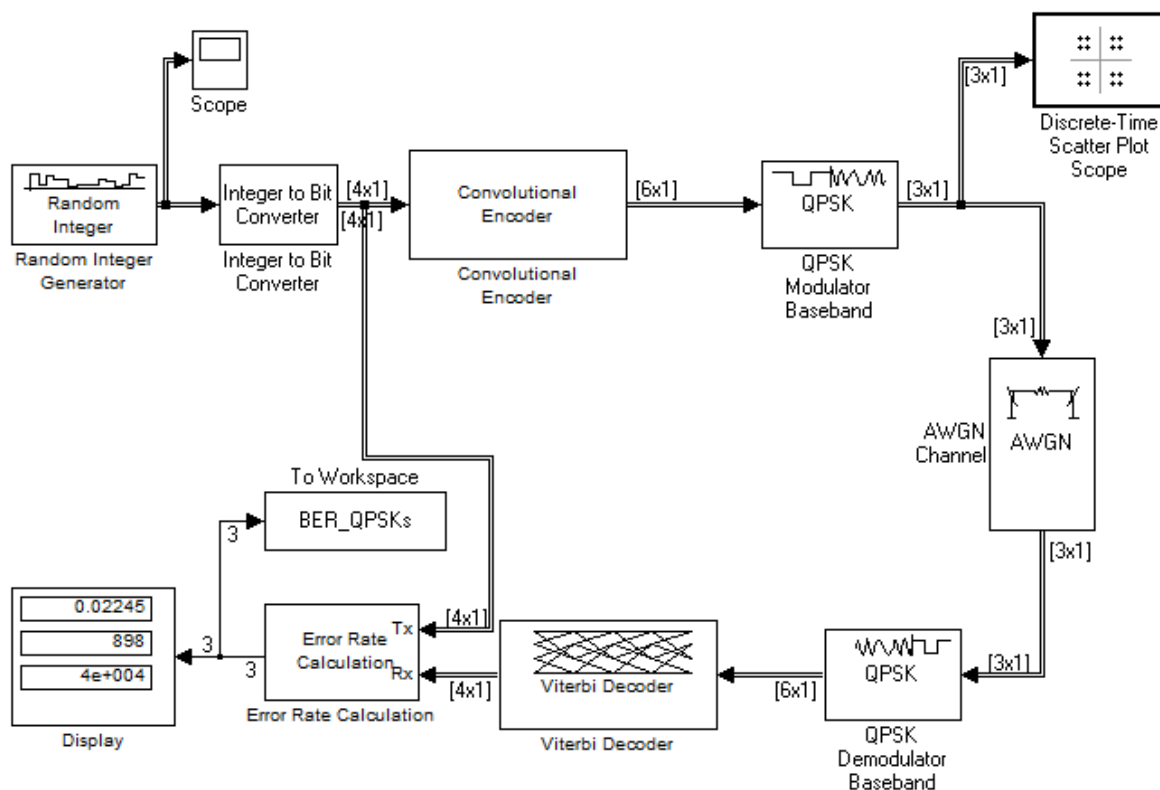 Scope
[3x1]
Discrete-Time
Scatter Plot
Scope
Random
Integer
Random Integer
Generator
Integer to Bit
Converter
Integer to Bit
Converter
[4x1]
[4x1]
Convolutional
Encoder
Convolutional
Encoder
[6x1]
QPSK
QPSK
Modulator
Baseband
[3x1]
[3x1]
AWGN
Channel
AWGN
[3x1]
To Workspace
BER_QPSKs
3
0.02245
898
4e+004
Display
3
3
Error Rate
Calculation
Tx
Rx
Error Rate Calculation
[4x1]
[4x1]
Viterbi Decoder
Viterbi Decoder
[6x1]
QPSK
QPSK
Demodulator
Baseband
[3x1]